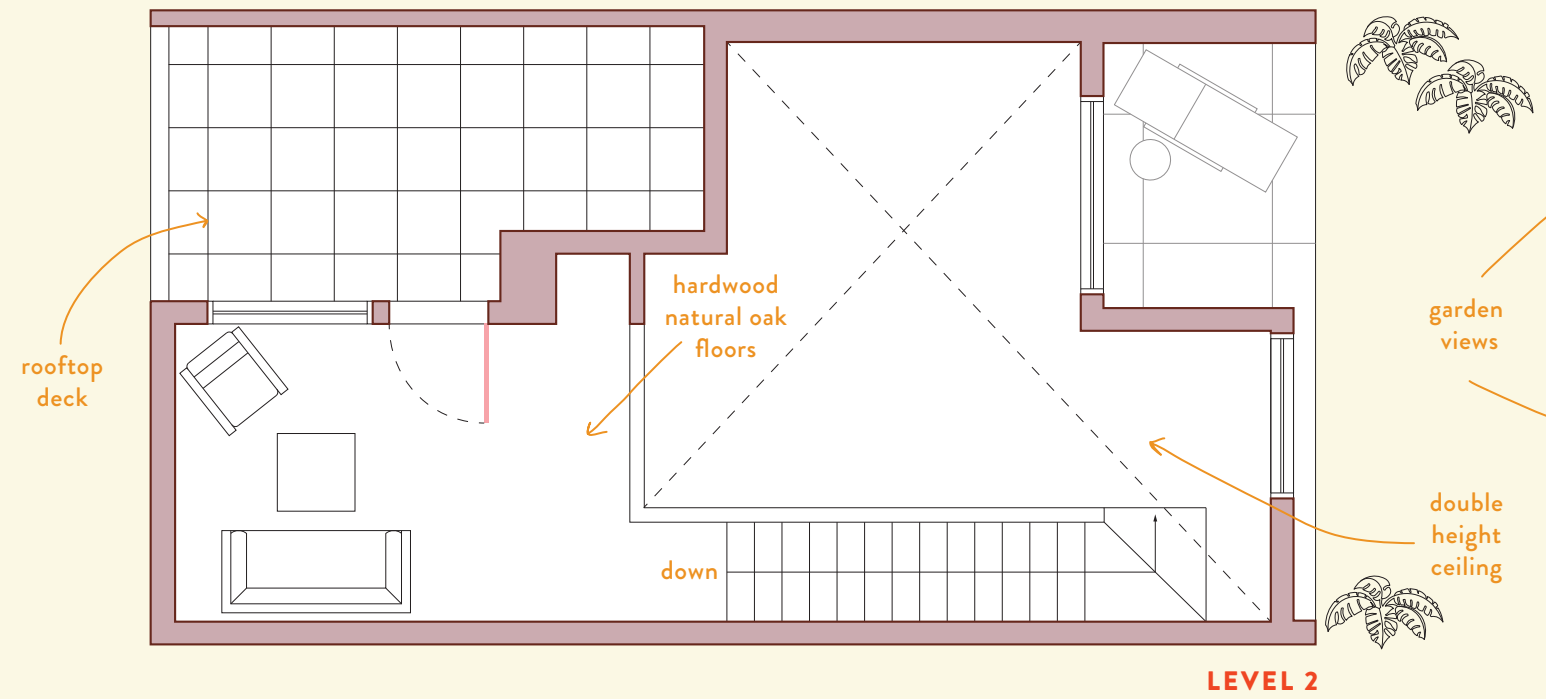 hardwood
natural oak
floors
rooftop
deck
garden
views
double
height
ceiling
down
LEVEL 2